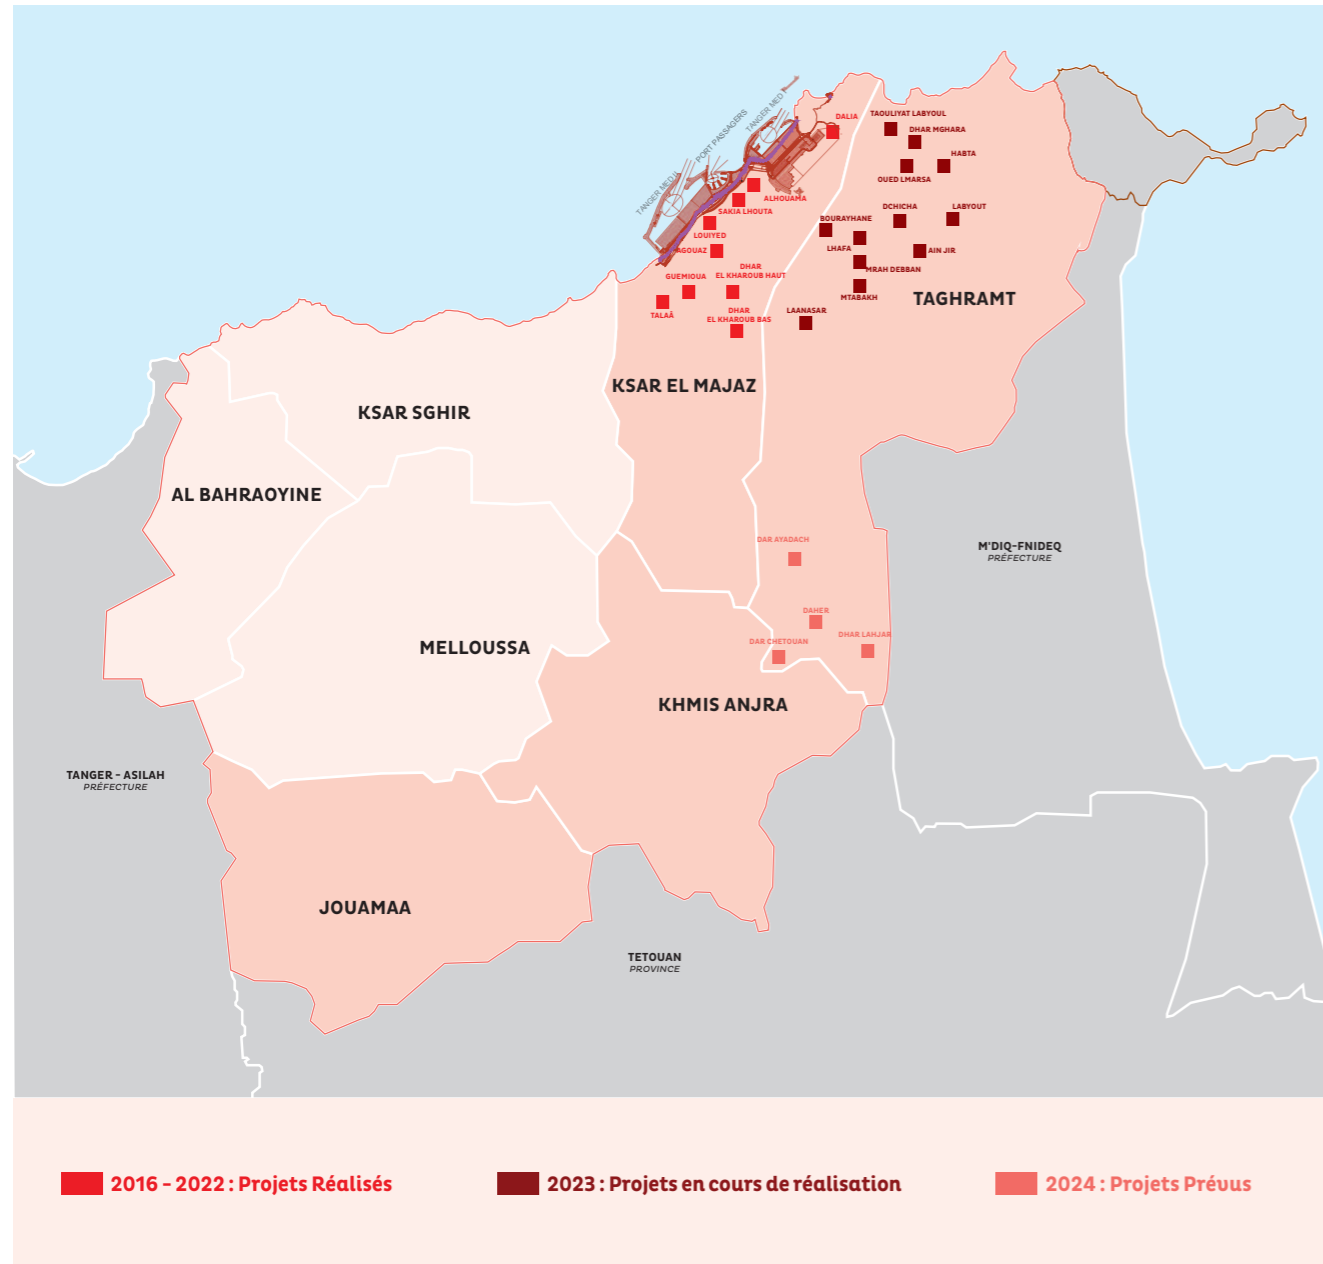 TANGER MED I
PORT PASSAGERS
TANGER MED II
DALIA
TAOULIYAT LABYOUL
DHAR MGHARA
HABTA
OUED LMARSA
ALHOUAMA
SAKIA LHOUTA
DCHICHA
LABYOUT
BOURAYHANE
LOUIYED
LHAFA
AIN JIR
AGOUAZ
MRAH DEBBAN
DHAR
EL KHAROUB HAUT
GUEMIOUA
MTABAKH
TAGHRAMT
TALAÂ
DHAR
EL KHAROUB BAS
LAANASAR
KSAR EL MAJAZ
KSAR SGHIR
AL BAHRAOYINE
DAR AYADACH
M'DIQ-FNIDEQ
PRÉFECTURE
DAHER
DHAR LAHJAR
DAR CHETOUAN
MELLOUSSA
KHMIS ANJRA
TANGER - ASILAH
PRÉFECTURE
JOUAMAA
TETOUAN
PROVINCE
2016 - 2022 : Projets Réalisés
2023 : Projets en cours de réalisation
2024 : Projets Prévus